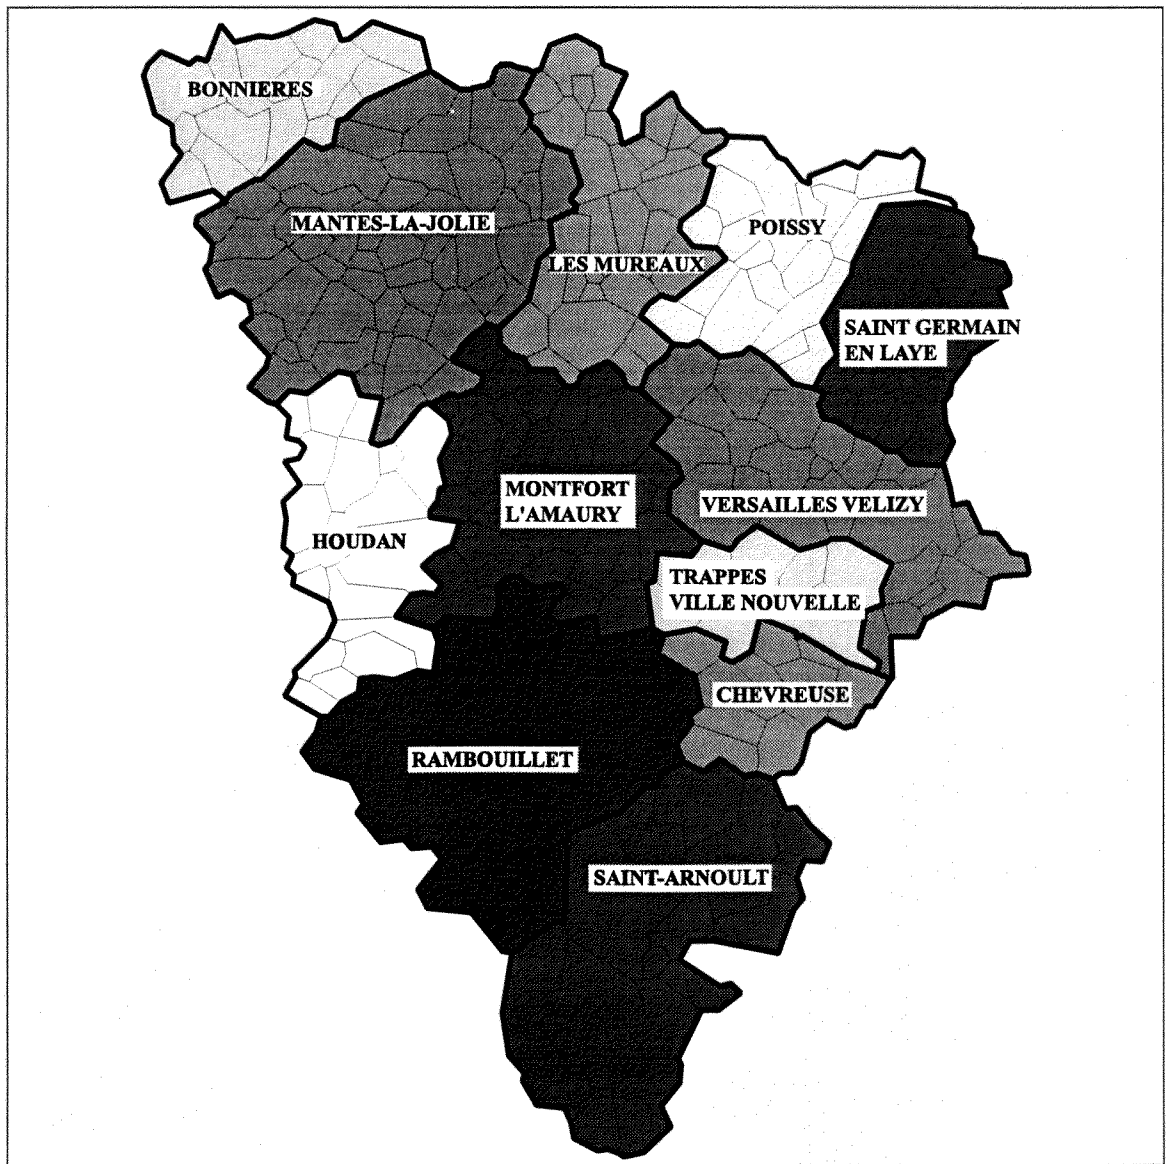 BONNIERES
MANTES-LA-JOLIE
POISSY
LES MUREAUX
SAINT GERMAIN
EN LAYE
MONTFORT
L'AMAURY
VERSAILLES VELIZY
HOUDAN
TRAPPES
VILLE NOUVELLE
CHEVREUSE
RAMBOUILLET
SAINT-ARNOULT